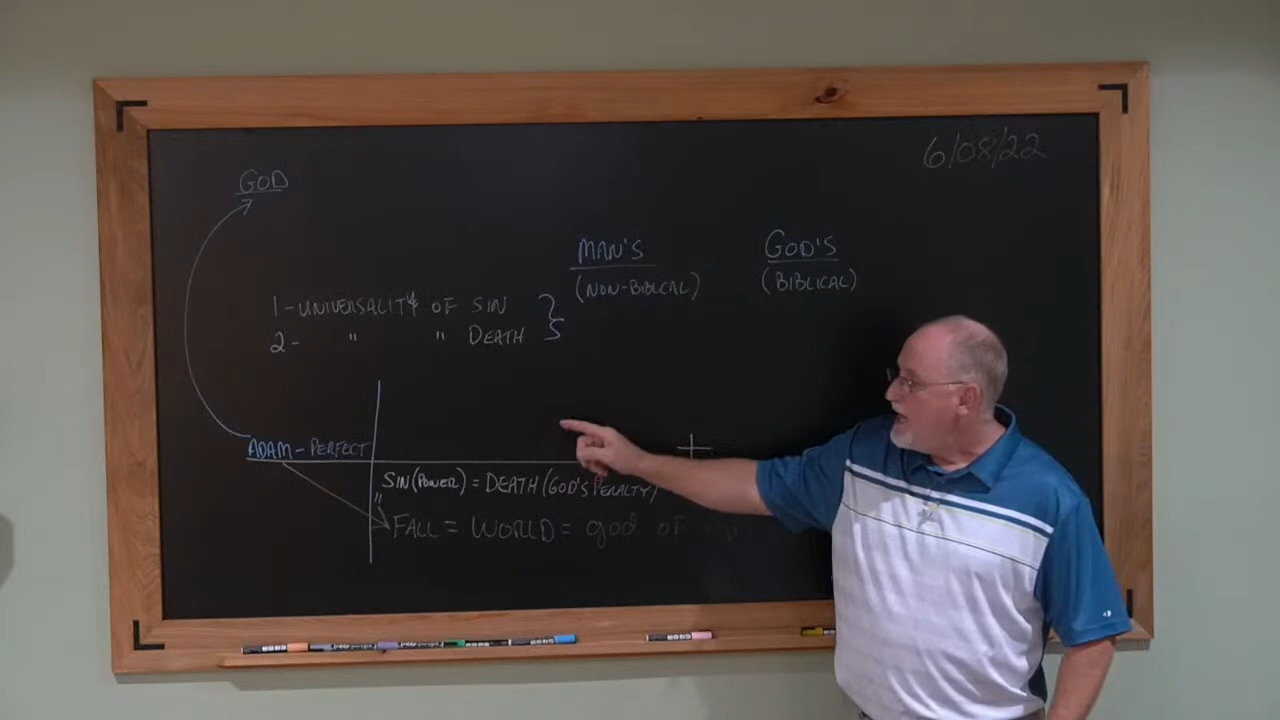 6/08/22
GOD
MAN'S
GOD'S
(NON-BIBLICAL)
(BIBLICAL)
1-UNIVERSALITY OF SIN
2- " " DEATH
ADAM-PERFECT
SIN(POWER) = DEATH(GOD'S PENALTY)
"
FALL = WORLD = god of